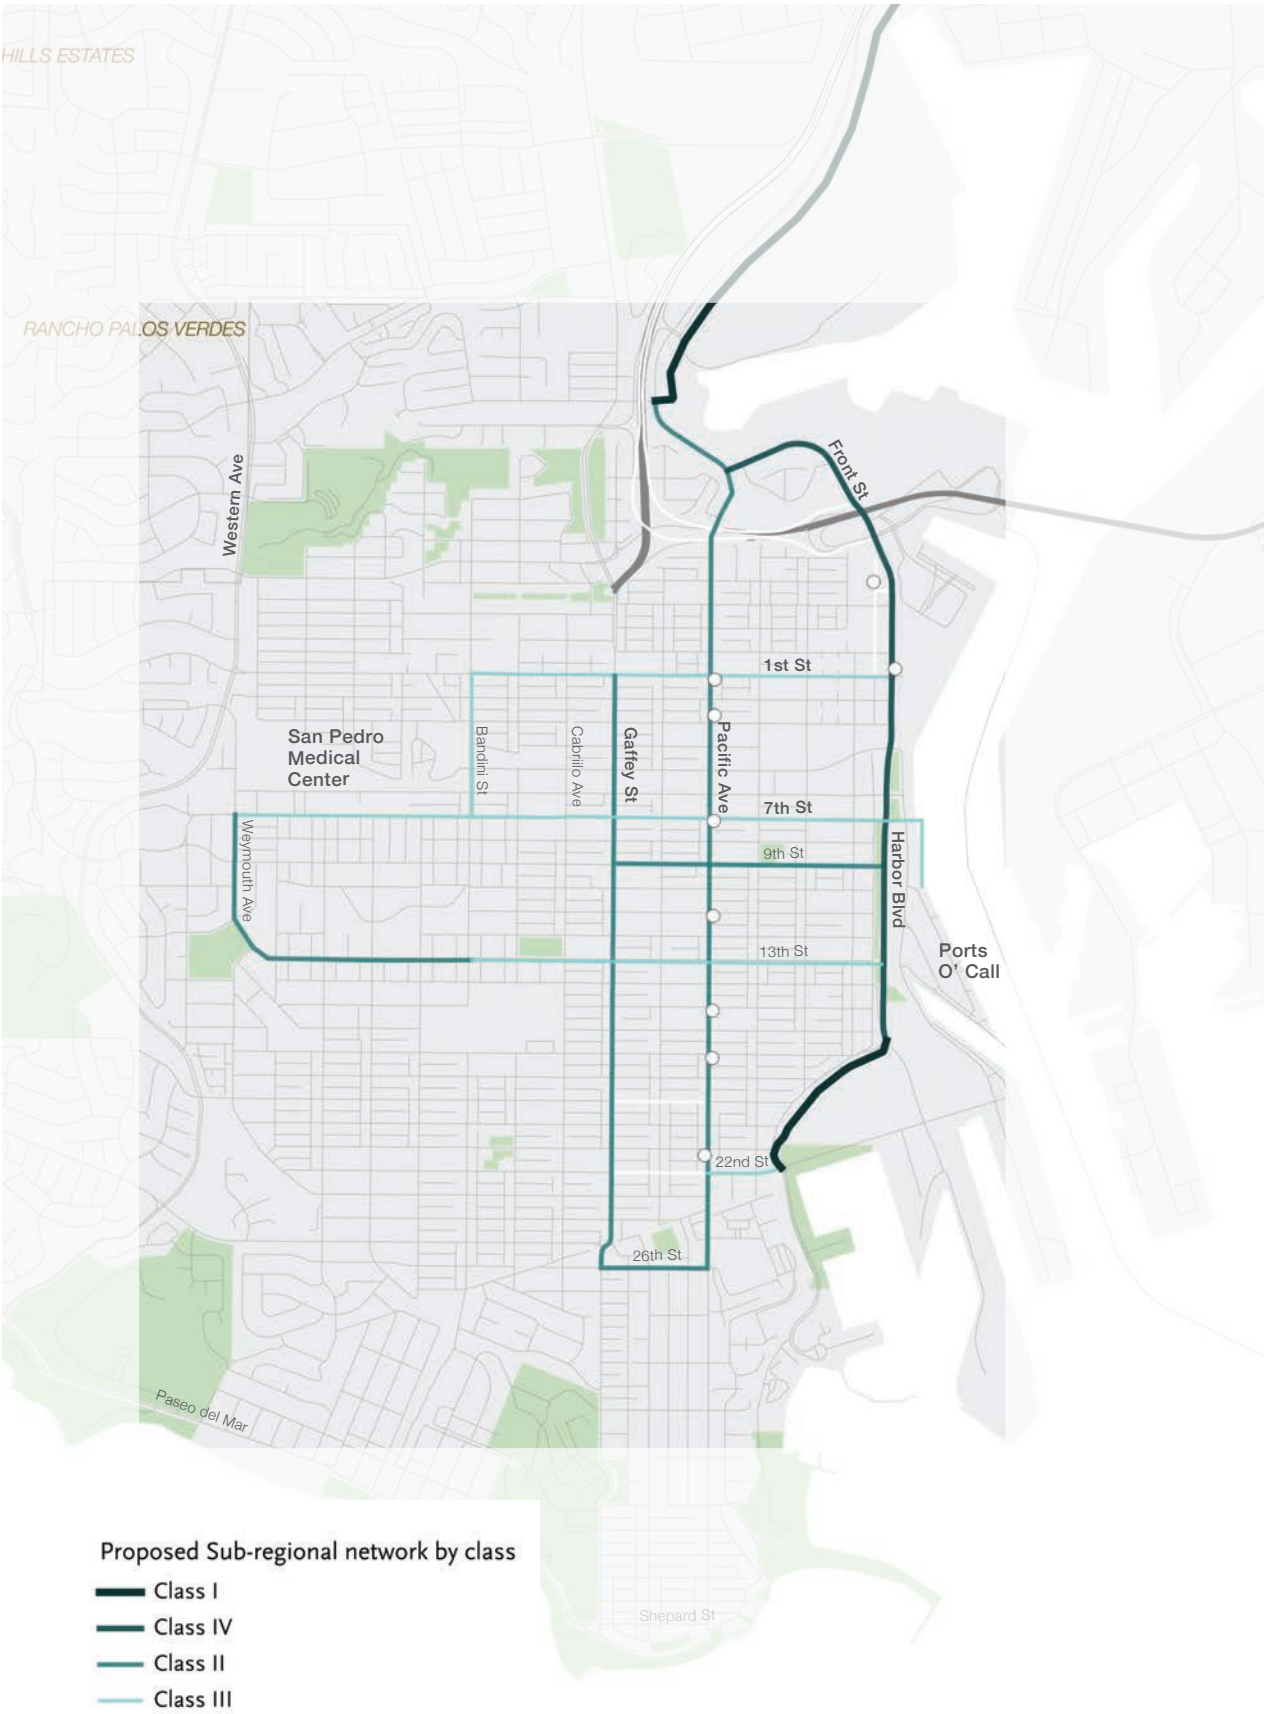 HILLS ESTATES
RANCHO PALOS VERDES
Front St
Western Ave
1st St
San Pedro
Medical
Center
Bandini St
Cabrillo Ave
Gaffey St
Pacific Ave
7th St
Weymouth Ave
9th St
Harbor Blvd
13th St
Ports
O' Call
22nd St
26th St
Paseo del Mar
Shepard St
Proposed Sub-regional network by class
Class I
Class IV
Class II
Class III